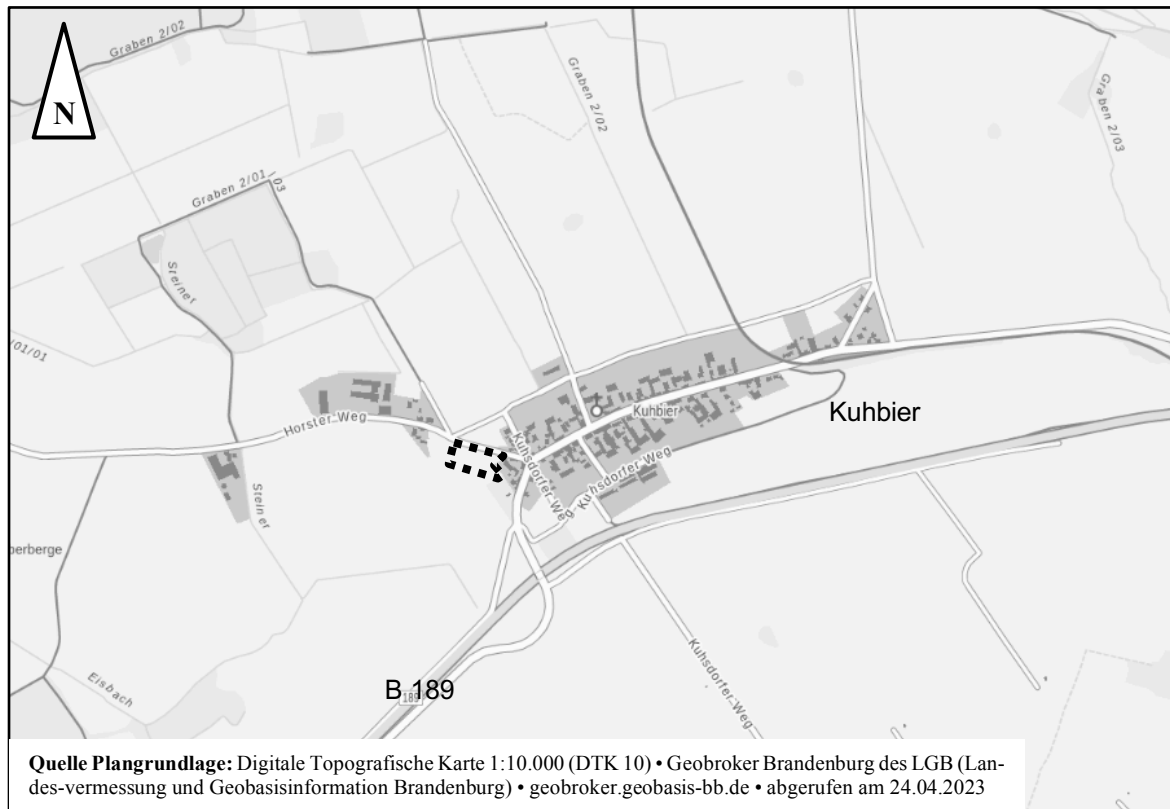 Graben 2/02
N
Graben 2/02
Graben 2/03
Graben 2/01
03
Steiner
/01/01
Horster Weg
Kuhbier
Kuhbier
Kuhsdorfer Weg
Kuhsdorfer Weg
Steiner
perberge
Eisbach
B 189
189
Kuhsdorfer Weg
Quelle Plangrundlage: Digitale Topografische Karte 1:10.000 (DTK 10) • Geobroker Brandenburg des LGB (Lan-
des-vermessung und Geobasisinformation Brandenburg) • geobroker.geobasis-bb.de • abgerufen am 24.04.2023